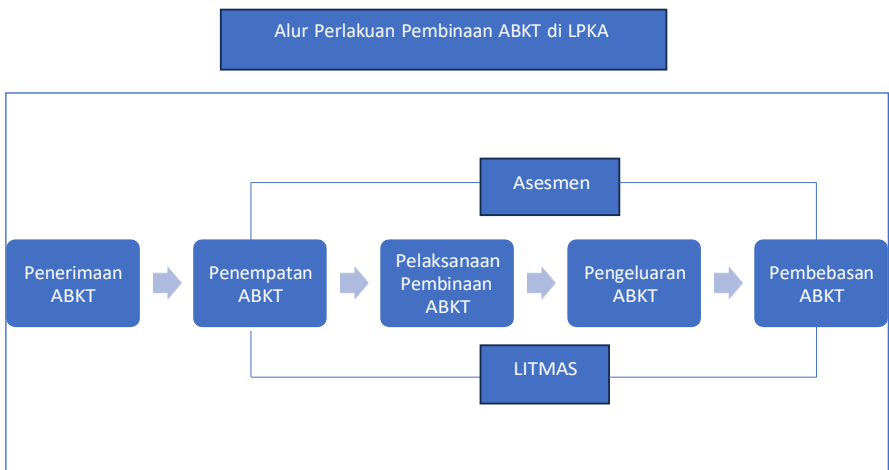 Alur Perlakuan Pembinaan ABKT di LPKA
Asesmen
Penerimaan
ABKT
Penempatan
ABKT
Pelaksanaan
Pembinaan
ABKT
Pengeluaran
ABKT
Pembebasan
ABKT
LITMAS